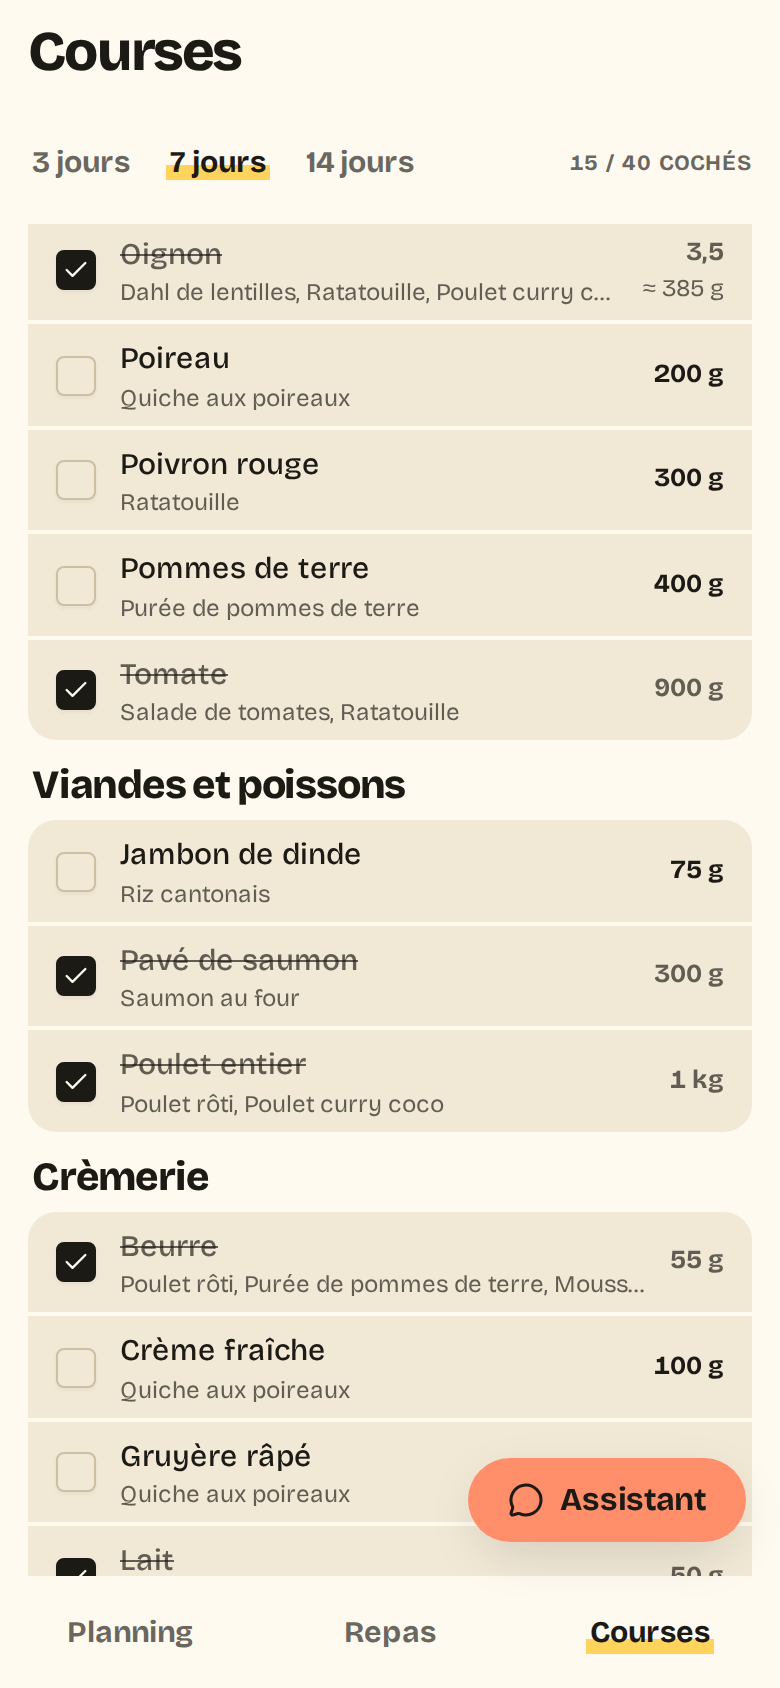 Courses
3 jours 7 jours 14 jours 15 / 40 COCHÉS
Oignon 3,5
Dahl de lentilles, Ratatouille, Poulet curry c... ≈ 385 g
Poireau 200 g
Quiche aux poireaux
Poivron rouge 300 g
Ratatouille
Pommes de terre 400 g
Purée de pommes de terre
Tomate 900 g
Salade de tomates, Ratatouille
Viandes et poissons
Jambon de dinde 75 g
Riz cantonais
Pavé de saumon 300 g
Saumon au four
Poulet entier 1 kg
Poulet rôti, Poulet curry coco
Crèmerie
Beurre 55 g
Poulet rôti, Purée de pommes de terre, Mouss...
Crème fraîche 100 g
Quiche aux poireaux
Gruyère râpé
Quiche aux poireaux
Assistant
Lait 50 g
Planning Repas Courses